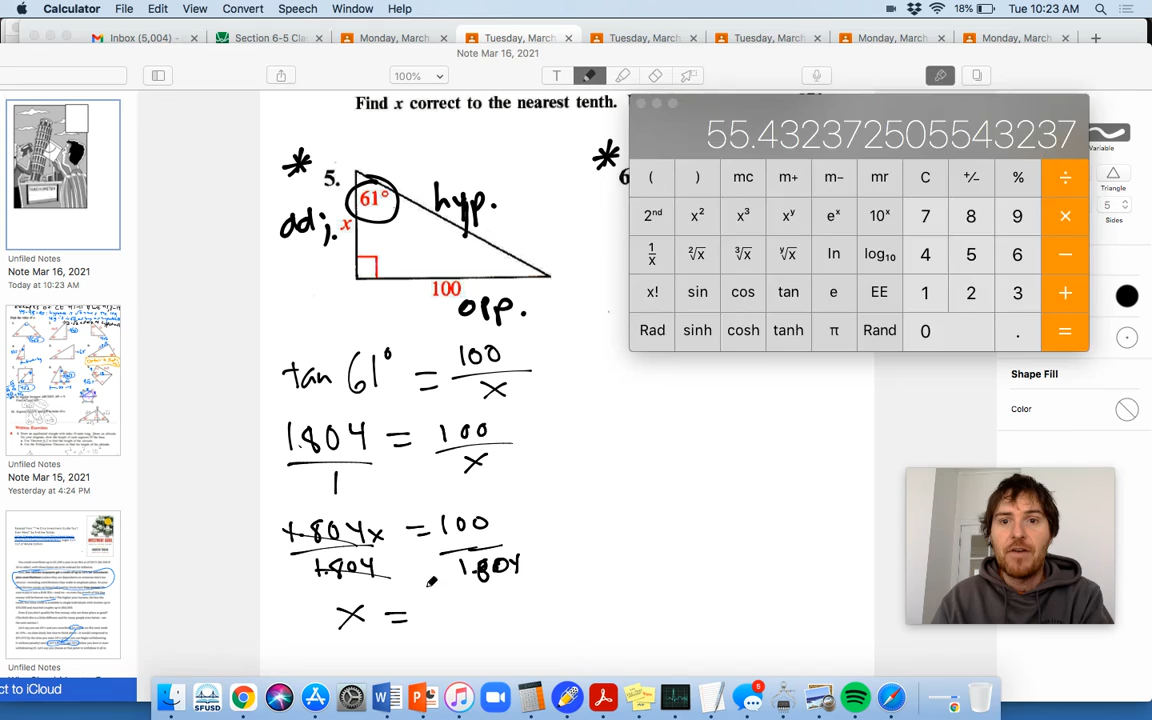 Calculator File Edit View Convert Speech Window Help 18% Tue 10:23 AM
Inbox (5,004) - Section 6-5 Cla Monday, March Tuesday, March Tuesday, March Tuesday, March Monday, March Monday, March
Note Mar 16, 2021
100% T
Find x correct to the nearest tenth.
55.432372505543237
( ) mc m+ m- mr C +/- % ÷
2nd x² x³ xʸ eˣ 10ˣ 7 8 9 ×
1/x ²√x ³√x ʸ√x ln log₁₀ 4 5 6 −
x! sin cos tan e EE 1 2 3 +
Rad sinh cosh tanh π Rand 0 . =
Variable
Triangle
5
Sides
Shape Fill
Color
* 5. 61° hyp.
adj. x
100
opp.
* 6
tan 61° = 100/x
1.804/1 = 100/x
1.804x/1.804 = 100/1.804
x =
Unfiled Notes
Note Mar 16, 2021
Today at 10:23 AM
Unfiled Notes
Note Mar 15, 2021
Yesterday at 4:24 PM
Unfiled Notes
ct to iCloud
SFUSD
5